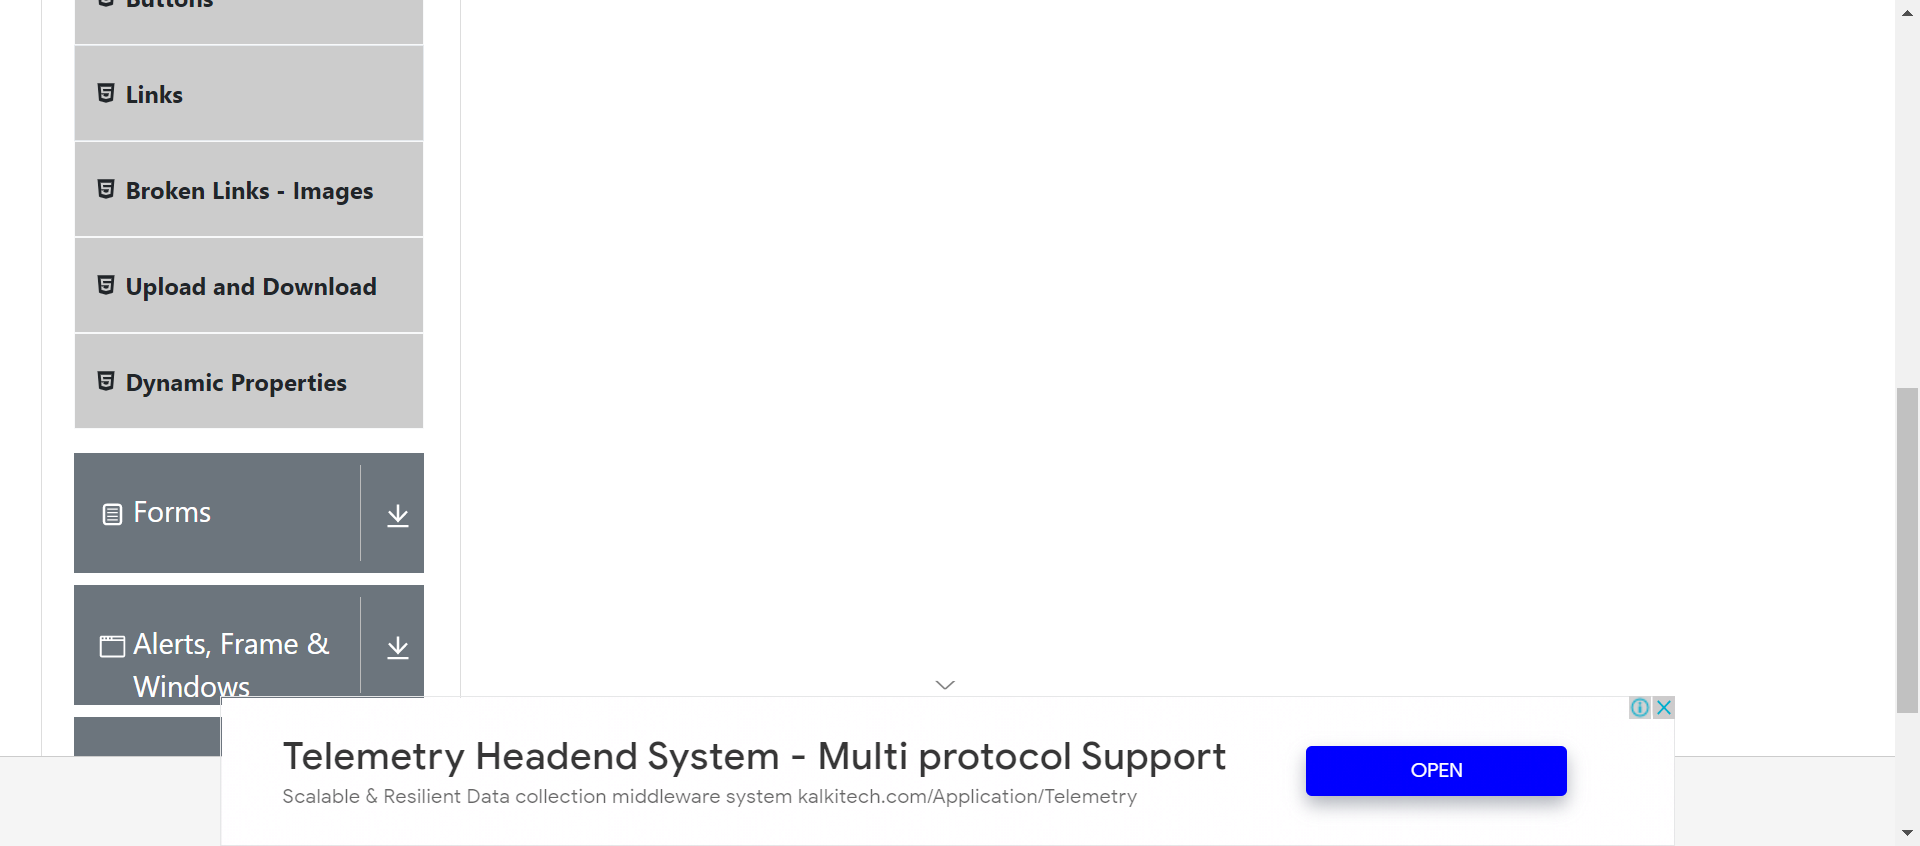 Buttons
Links
Broken Links - Images
Upload and Download
Dynamic Properties
Forms
Alerts, Frame &
Windows
Telemetry Headend System - Multi protocol Support
Scalable & Resilient Data collection middleware system kalkitech.com/Application/Telemetry
OPEN